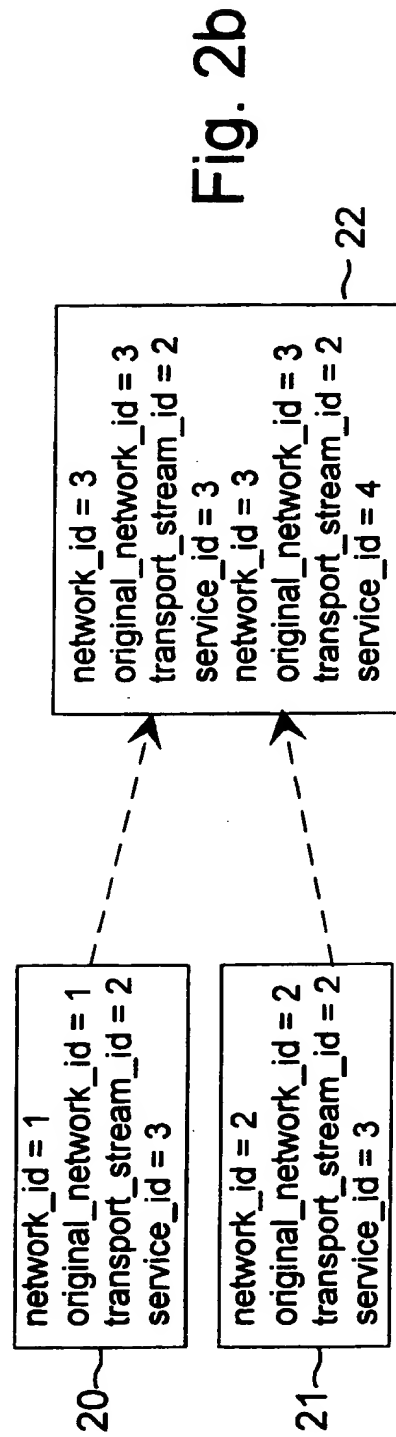 20
network_id = 1
original_network_id = 1
transport_stream_id = 2
service_id = 3
21
network_id = 2
original_network_id = 2
transport_stream_id = 2
service_id = 3
network_id = 3
original_network_id = 3
transport_stream_id = 2
service_id = 3
network_id = 3
original_network_id = 3
transport_stream_id = 2
service_id = 4
22
Fig. 2b